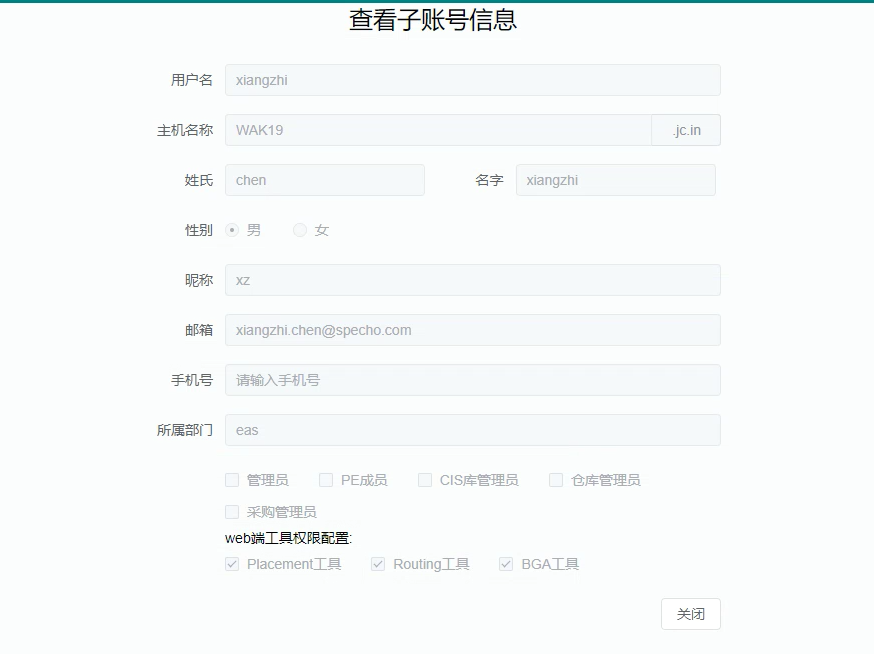 查看子账号信息
用户名 xiangzhi
主机名称 WAK19 .jc.in
姓氏 chen 名字 xiangzhi
性别 男 女
昵称 xz
邮箱 xiangzhi.chen@specho.com
手机号 请输入手机号
所属部门 eas
管理员 PE成员 CIS库管理员 仓库管理员
采购管理员
web端工具权限配置:
Placement工具 Routing工具 BGA工具
关闭